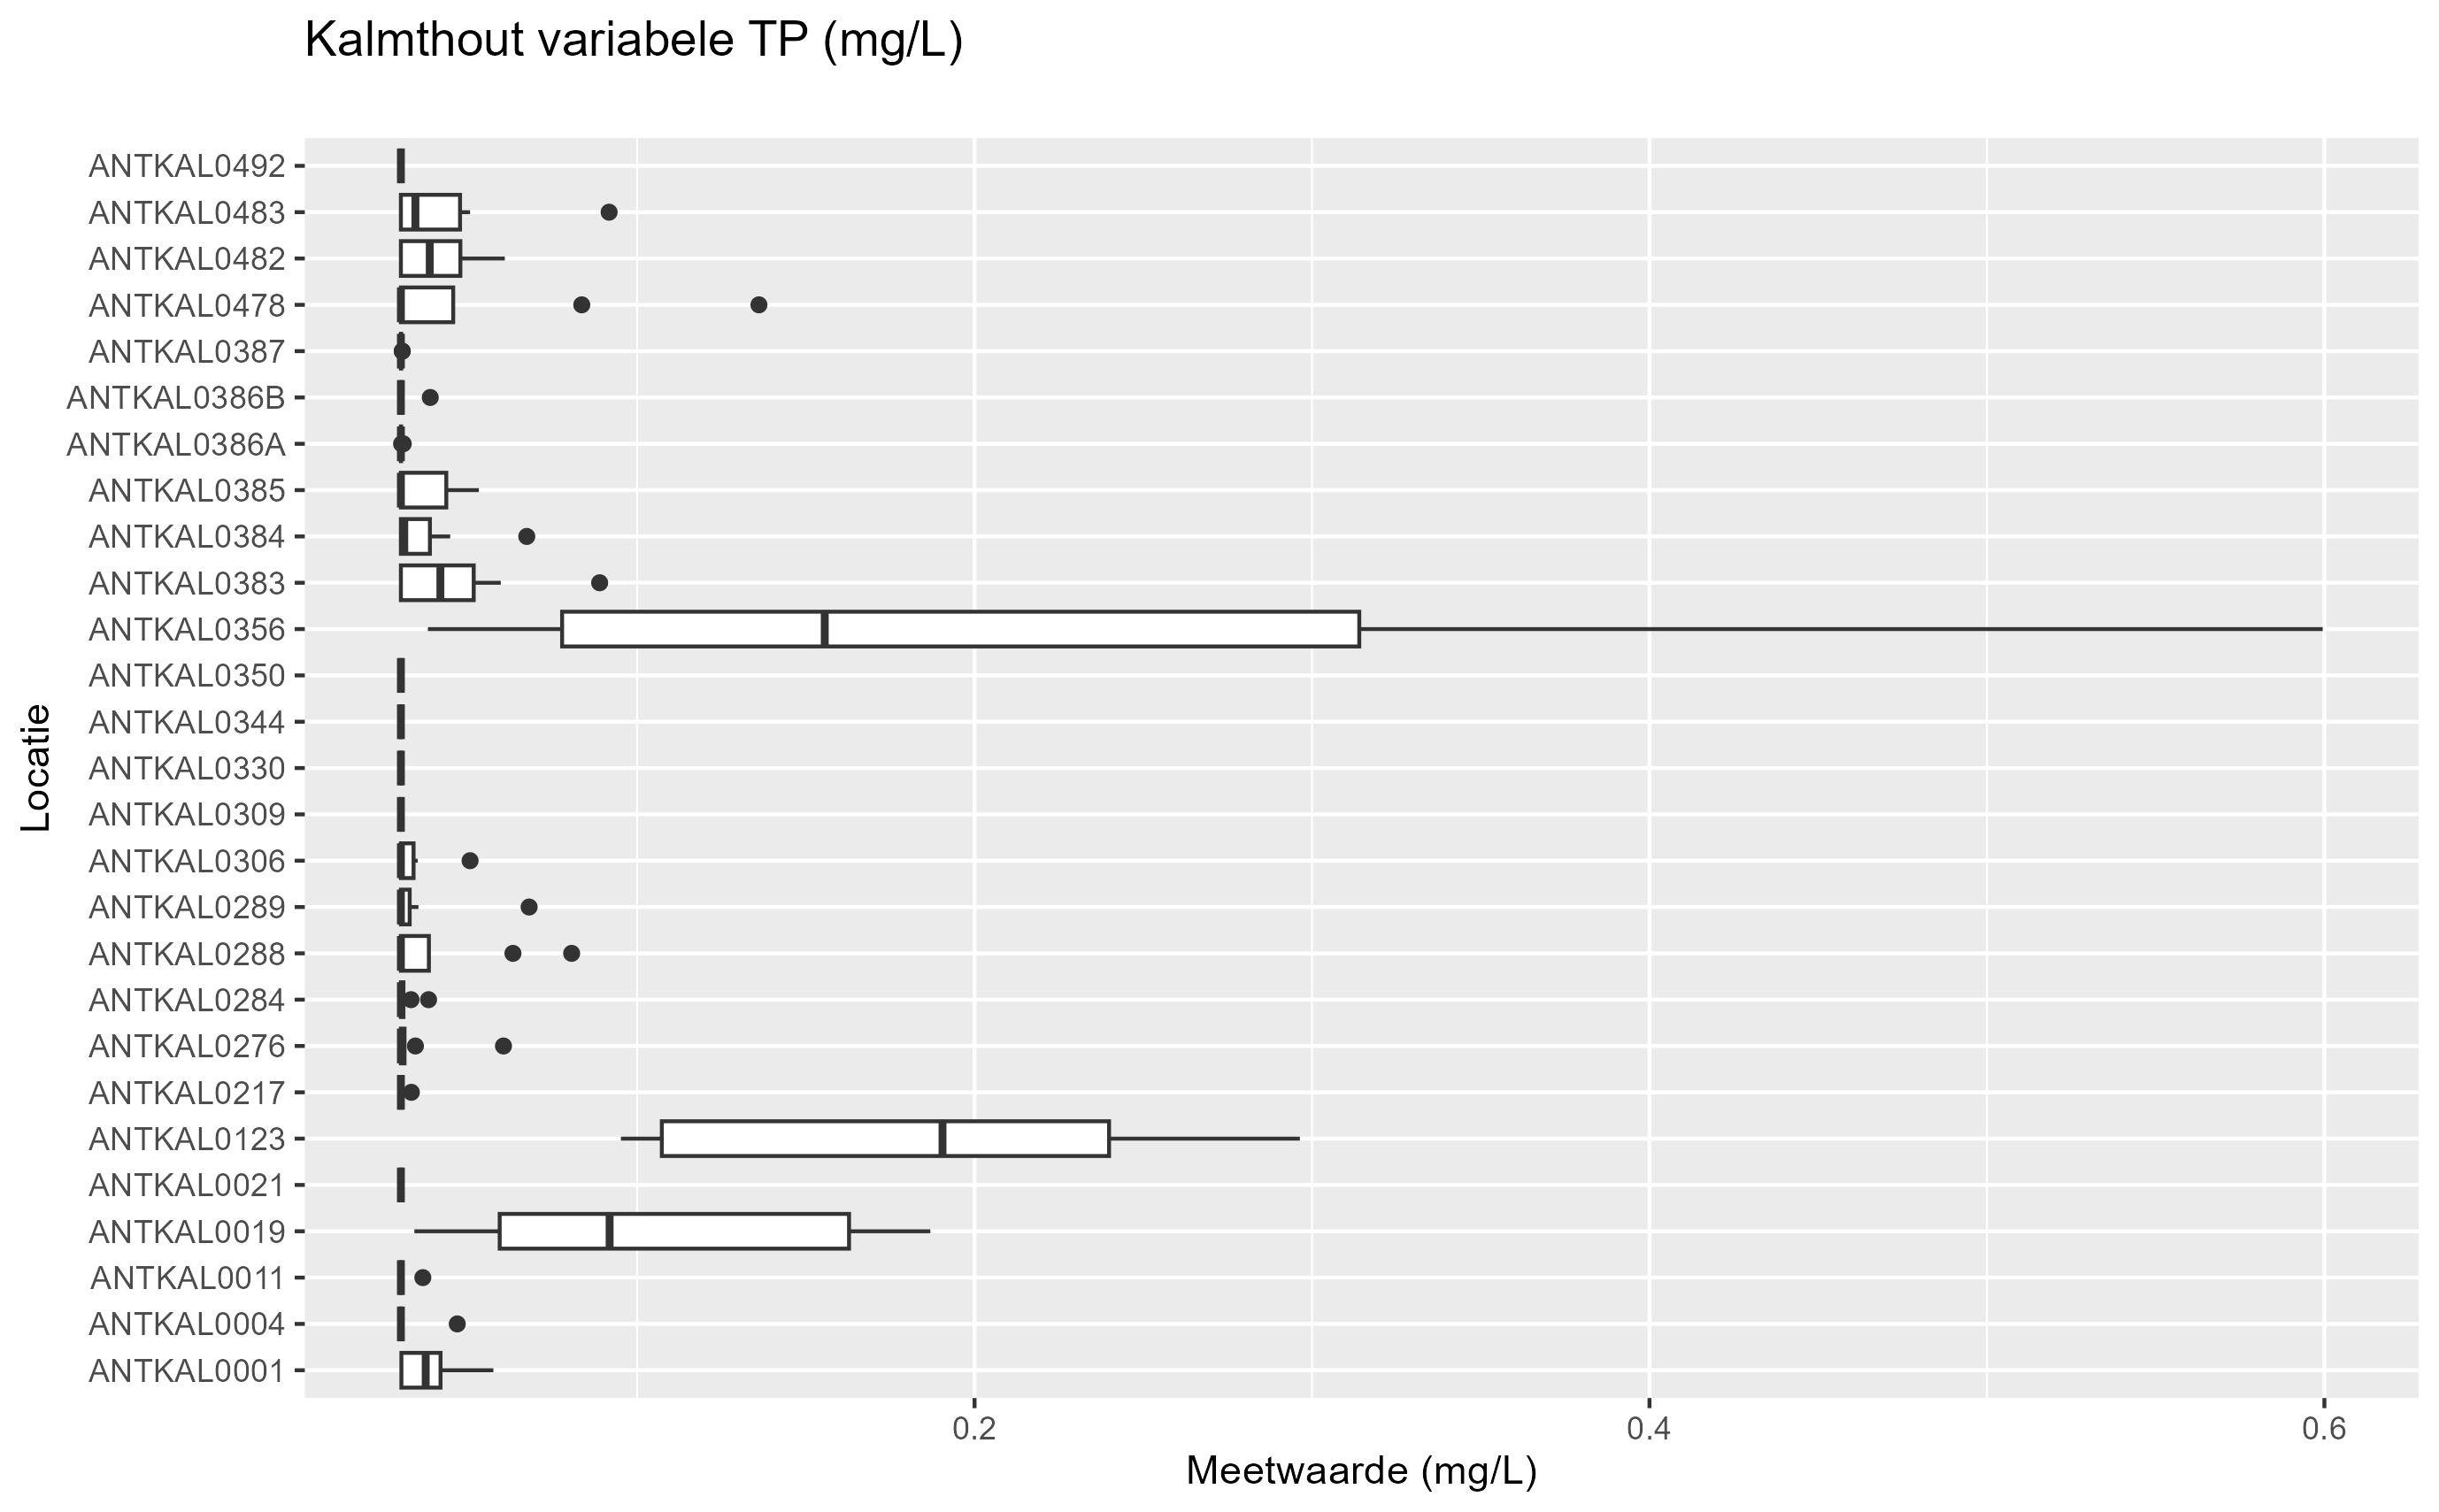 Kalmthout variabele TP (mg/L)
ANTKAL0492
ANTKAL0483
ANTKAL0482
ANTKAL0478
ANTKAL0387
ANTKAL0386B
ANTKAL0386A
ANTKAL0385
ANTKAL0384
ANTKAL0383
ANTKAL0356
ANTKAL0350
ANTKAL0344
ANTKAL0330
ANTKAL0309
ANTKAL0306
ANTKAL0289
ANTKAL0288
ANTKAL0284
ANTKAL0276
ANTKAL0217
ANTKAL0123
ANTKAL0021
ANTKAL0019
ANTKAL0011
ANTKAL0004
ANTKAL0001
Locatie
0.2 0.4 0.6
Meetwaarde (mg/L)